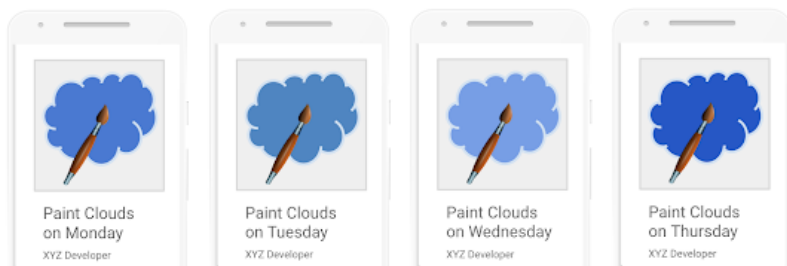 Paint Clouds
on Monday
XYZ Developer
Paint Clouds
on Tuesday
XYZ Developer
Paint Clouds
on Wednesday
XYZ Developer
Paint Clouds
on Thursday
XYZ Developer